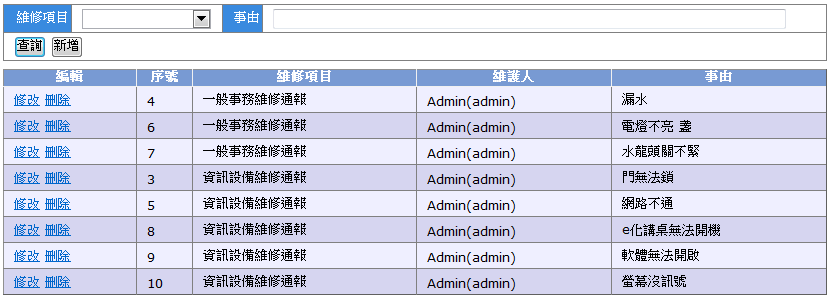 維修項目 事由
查詢 新增
編輯 序號 維修項目 維護人 事由
修改 刪除 4 一般事務維修通報 Admin(admin) 漏水
修改 刪除 6 一般事務維修通報 Admin(admin) 電燈不亮 盞
修改 刪除 7 一般事務維修通報 Admin(admin) 水龍頭關不緊
修改 刪除 3 資訊設備維修通報 Admin(admin) 門無法鎖
修改 刪除 5 資訊設備維修通報 Admin(admin) 網路不通
修改 刪除 8 資訊設備維修通報 Admin(admin) e化講桌無法開機
修改 刪除 9 資訊設備維修通報 Admin(admin) 軟體無法開啟
修改 刪除 10 資訊設備維修通報 Admin(admin) 螢幕沒訊號